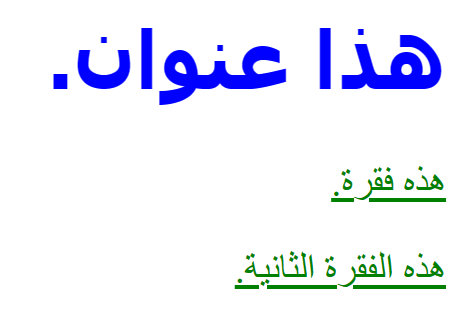 هذا عنوان.
هذه فقرة.
هذه الفقرة الثانية.